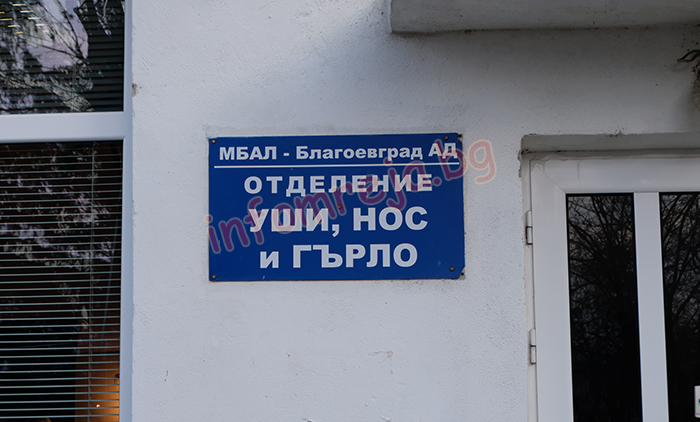 МБАЛ - Благоевград АД
ОТДЕЛЕНИЕ
УШИ, НОС
и ГЪРЛО
infomreja.bg